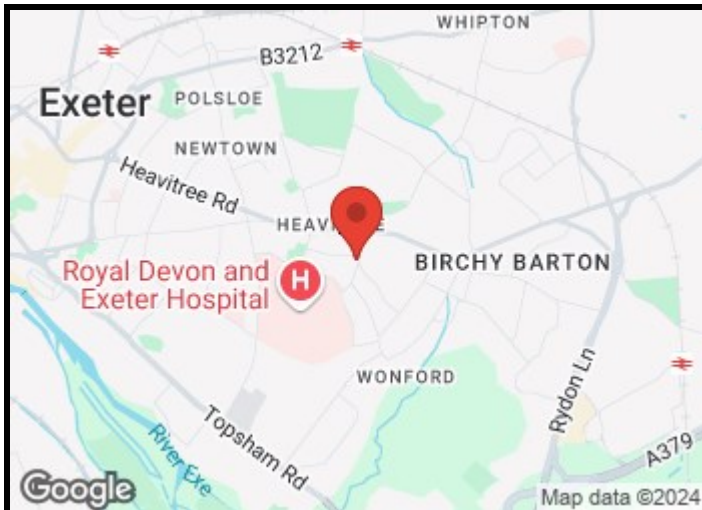 WHIPTON
B3212
Exeter
POLSLOE
NEWTOWN
Heavitree Rd
HEAVI
E
BIRCHY BARTON
Royal Devon and
Exeter Hospital
H
WONFORD
Rydon Ln
Topsham Rd
River Exe
A379
Google
Map data ©2024